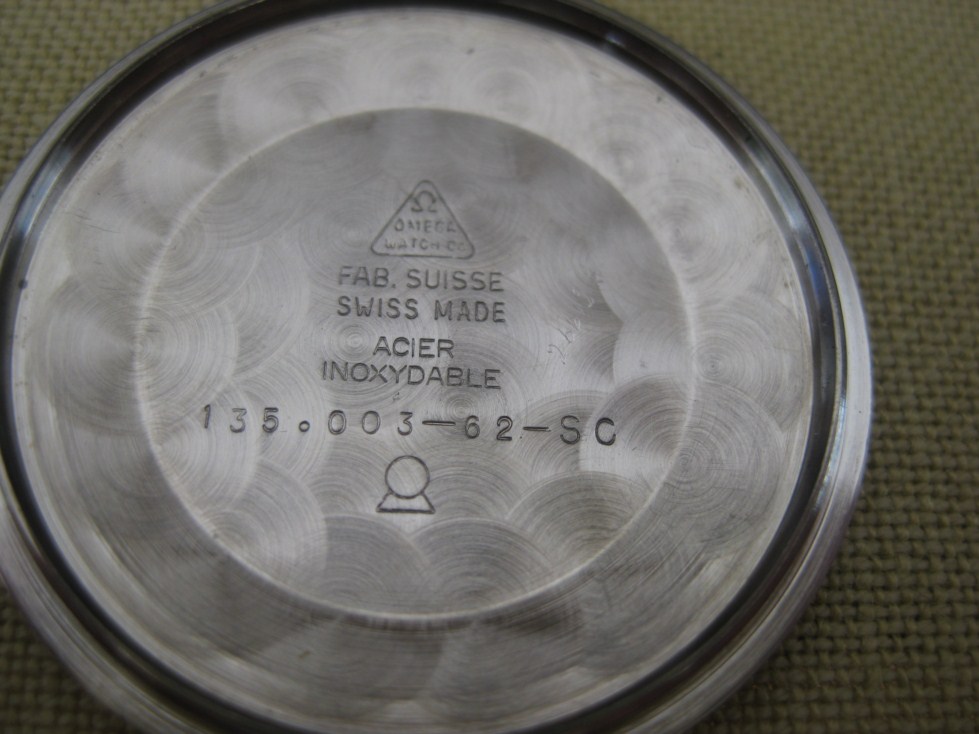 Ω
OMEGA
WATCH CO
FAB. SUISSE
SWISS MADE
ACIER
INOXYDABLE
135.003-62-SC